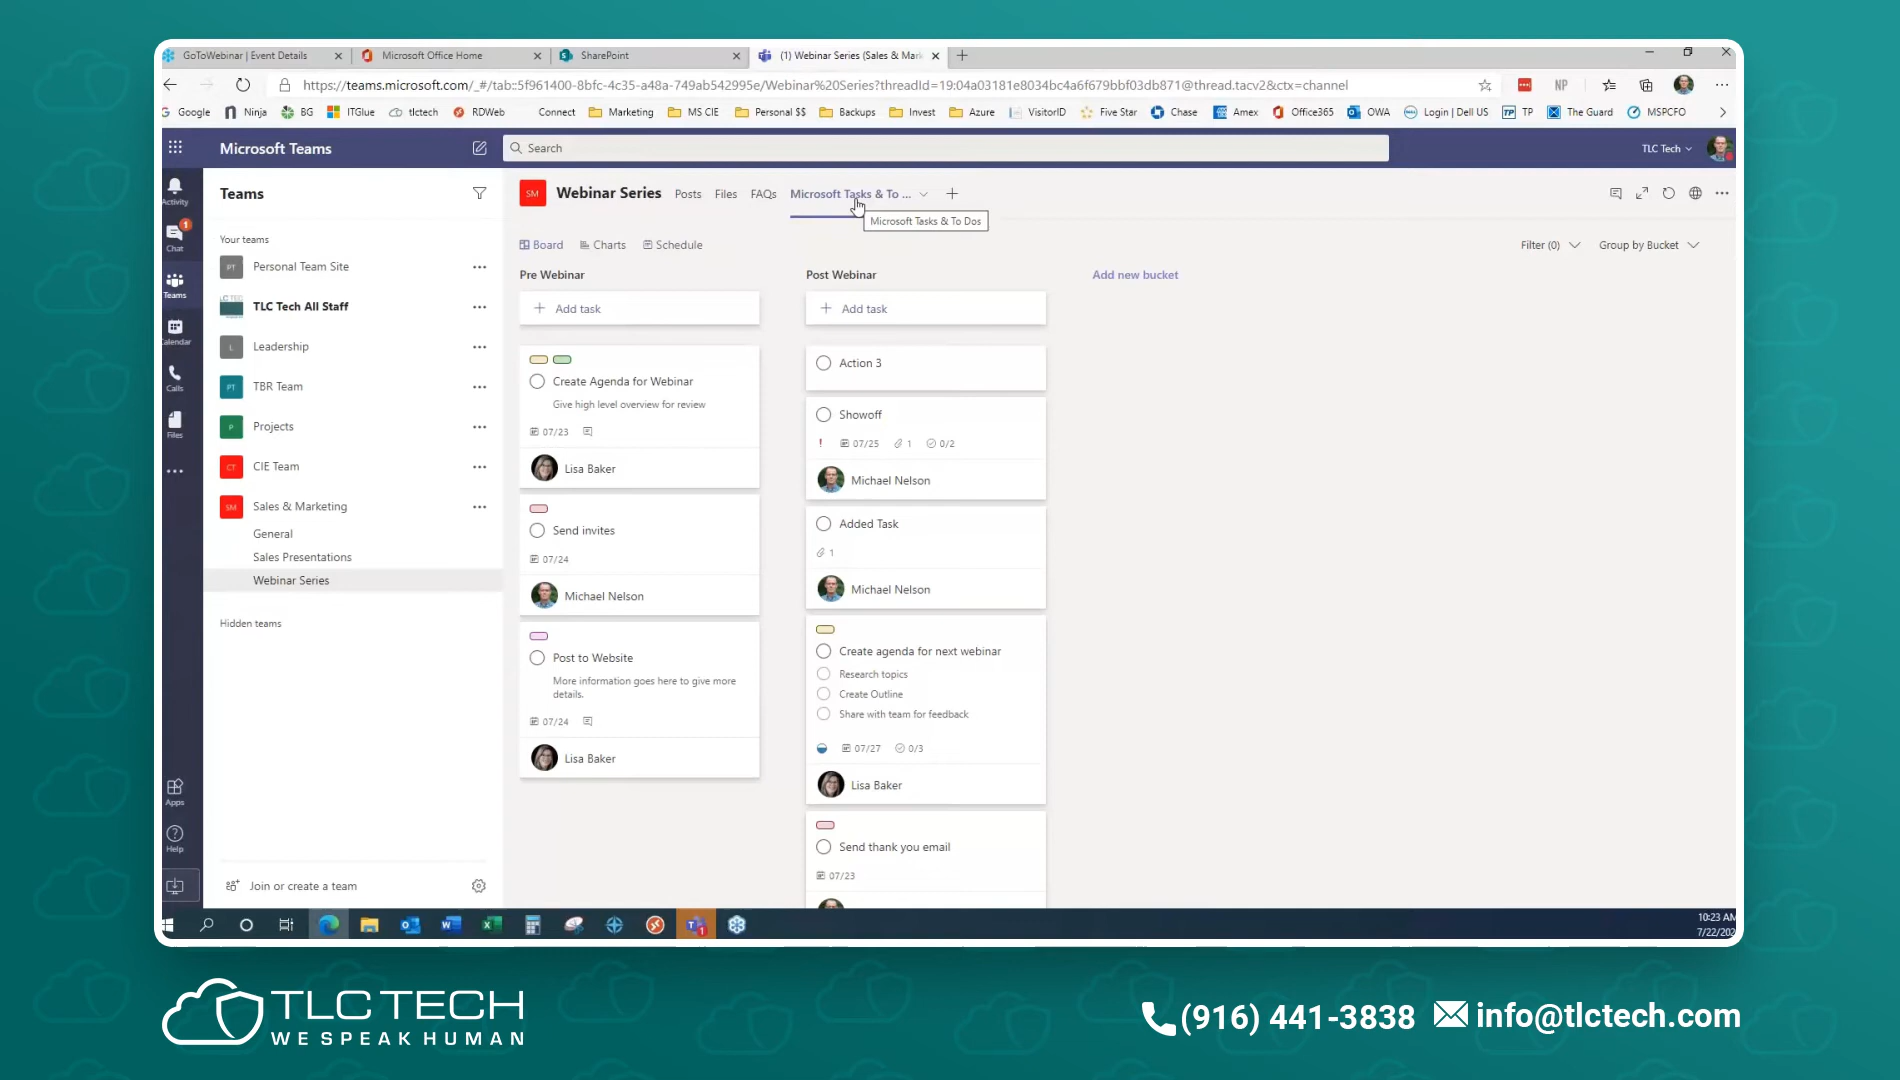 GoToWebinar | Event Details
Microsoft Office Home
SharePoint
(1) Webinar Series (Sales & Mark
https://teams.microsoft.com/_#/tab::5f961400-8bfc-4c35-a48a-749ab542995e/Webinar%20Series?threadId=19:04a03181e8034bc4a6f679bbf03db871@thread.tacv2&ctx=channel
NP
Google
Ninja
BG
ITGlue
tlctech
RDWeb
Connect
Marketing
MS CIE
Personal $$
Backups
Invest
Azure
VisitorID
Five Star
Chase
Amex
Office365
OWA
Login | Dell US
TP
The Guard
MSPCFO
Microsoft Teams
Search
TLC Tech
Activity
Chat
1
Teams
Calendar
Calls
Files
Apps
Help
Teams
Your teams
PT Personal Team Site
TLC Tech All Staff
L Leadership
PT TBR Team
P Projects
CT CIE Team
SM Sales & Marketing
General
Sales Presentations
Webinar Series
Hidden teams
Join or create a team
SM Webinar Series Posts Files FAQs Microsoft Tasks & To ...
Microsoft Tasks & To Dos
Board Charts Schedule
Filter (0) Group by Bucket
Pre Webinar
Add task
Create Agenda for Webinar
Give high level overview for review
07/23
Lisa Baker
Send invites
07/24
Michael Nelson
Post to Website
More information goes here to give more
details.
07/24
Lisa Baker
Post Webinar
Add task
Action 3
Showoff
! 07/25 1 0/2
Michael Nelson
Added Task
1
Michael Nelson
Create agenda for next webinar
Research topics
Create Outline
Share with team for feedback
07/27 0/3
Lisa Baker
Send thank you email
07/23
Add new bucket
10:23 AM
7/22/202
TLC TECH
WE SPEAK HUMAN
(916) 441-3838 info@tlctech.com